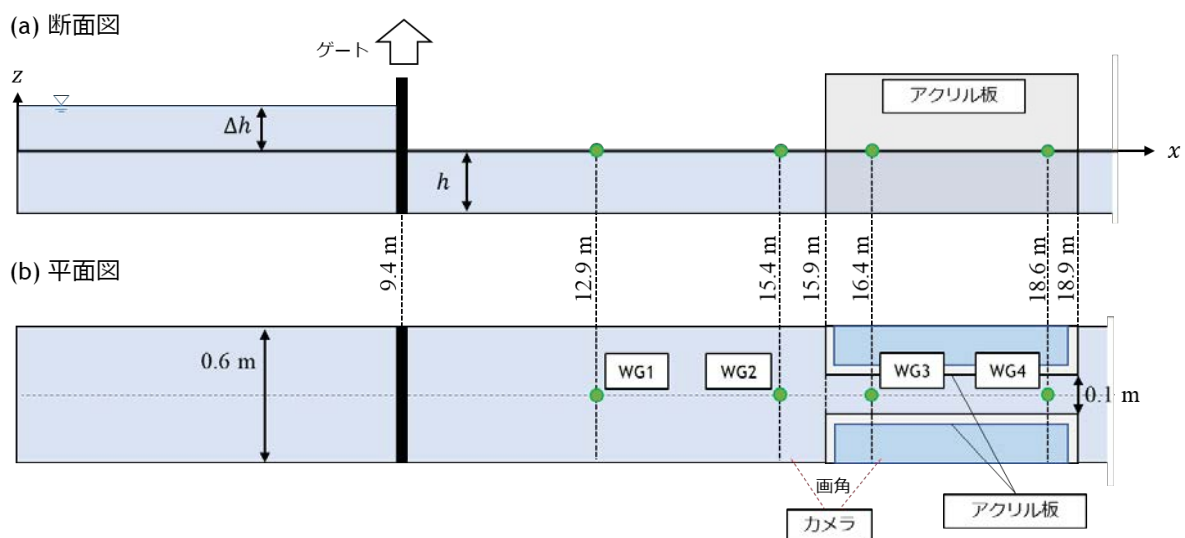 (a) 断面図
ゲート
z
Δh
h
アクリル板
x
9.4 m
12.9 m
15.4 m
15.9 m
16.4 m
18.6 m
18.9 m
(b) 平面図
0.6 m
WG1
WG2
WG3
WG4
0.1 m
画角
カメラ
アクリル板